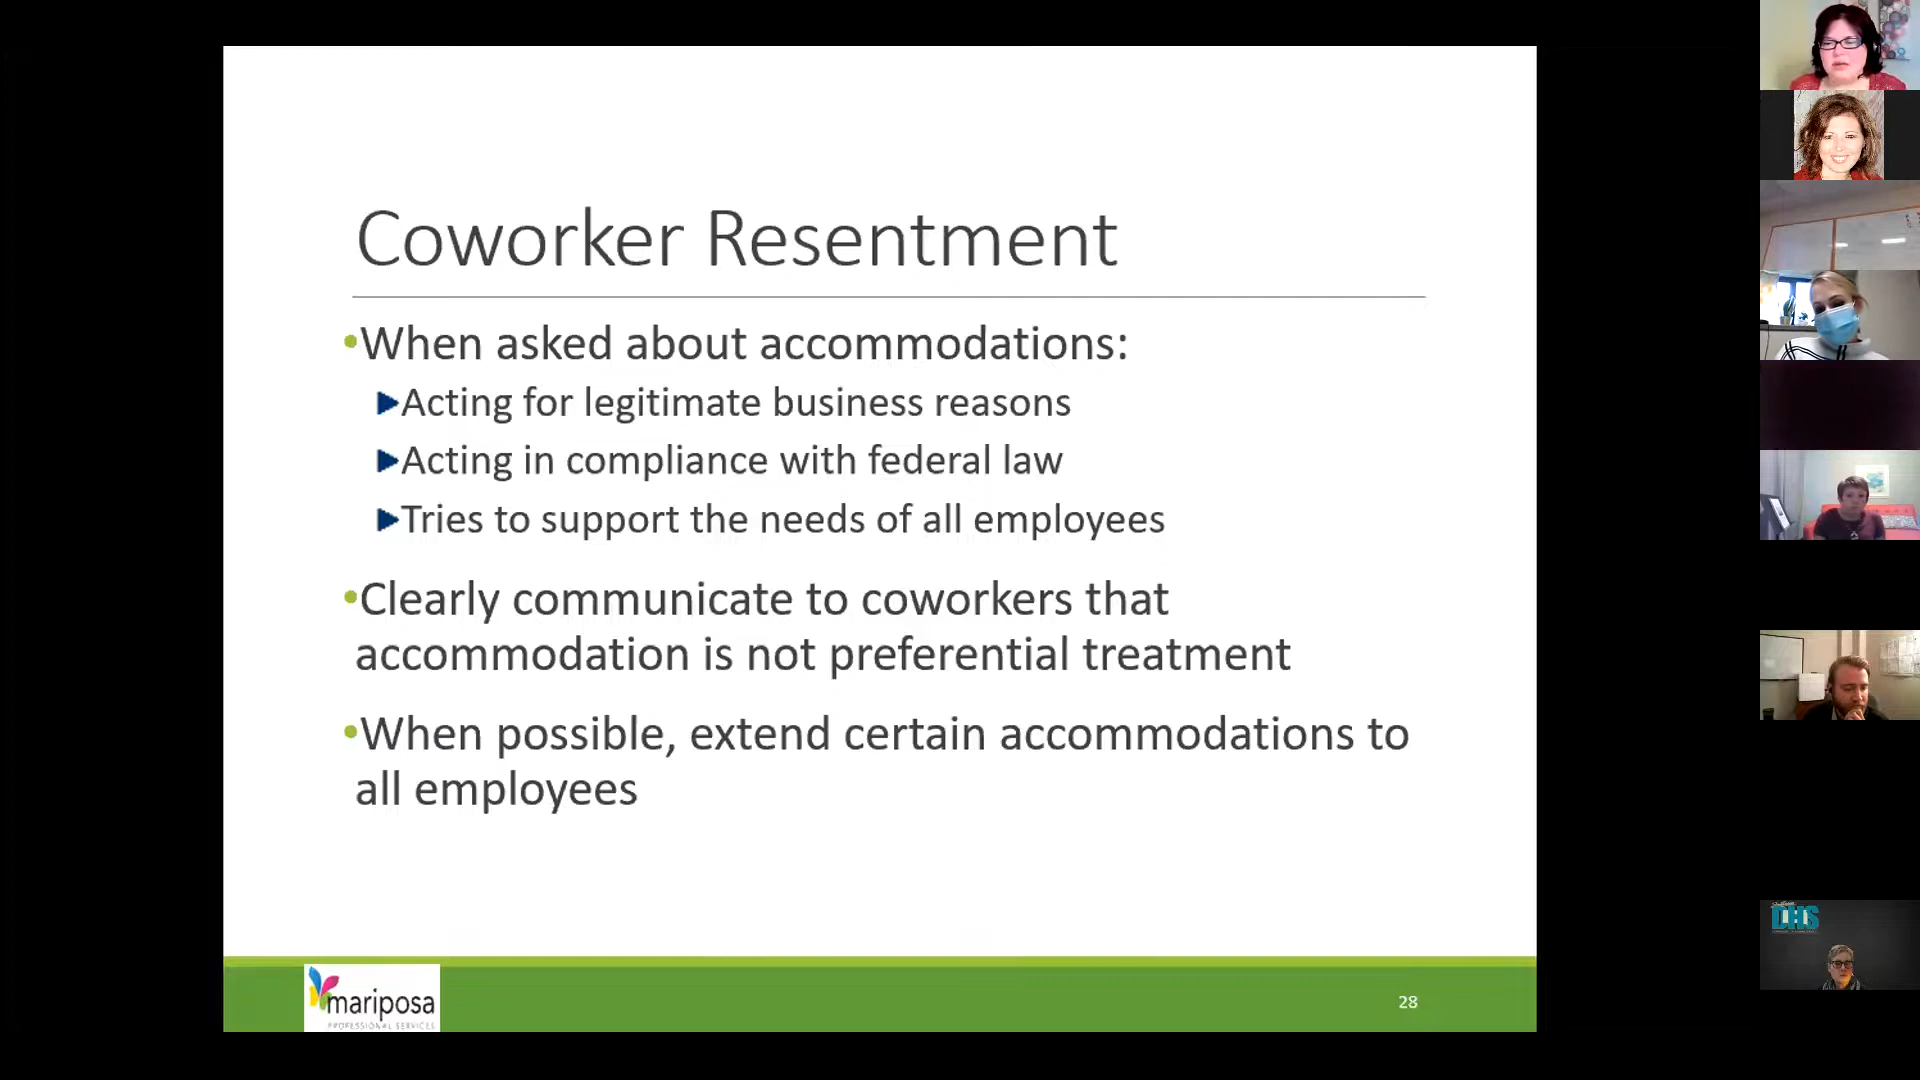 Coworker Resentment
•When asked about accommodations:
▶Acting for legitimate business reasons
▶Acting in compliance with federal law
▶Tries to support the needs of all employees
•Clearly communicate to coworkers that
accommodation is not preferential treatment
•When possible, extend certain accommodations to
all employees
mariposa
PROFESSIONAL SERVICES
28
DHS